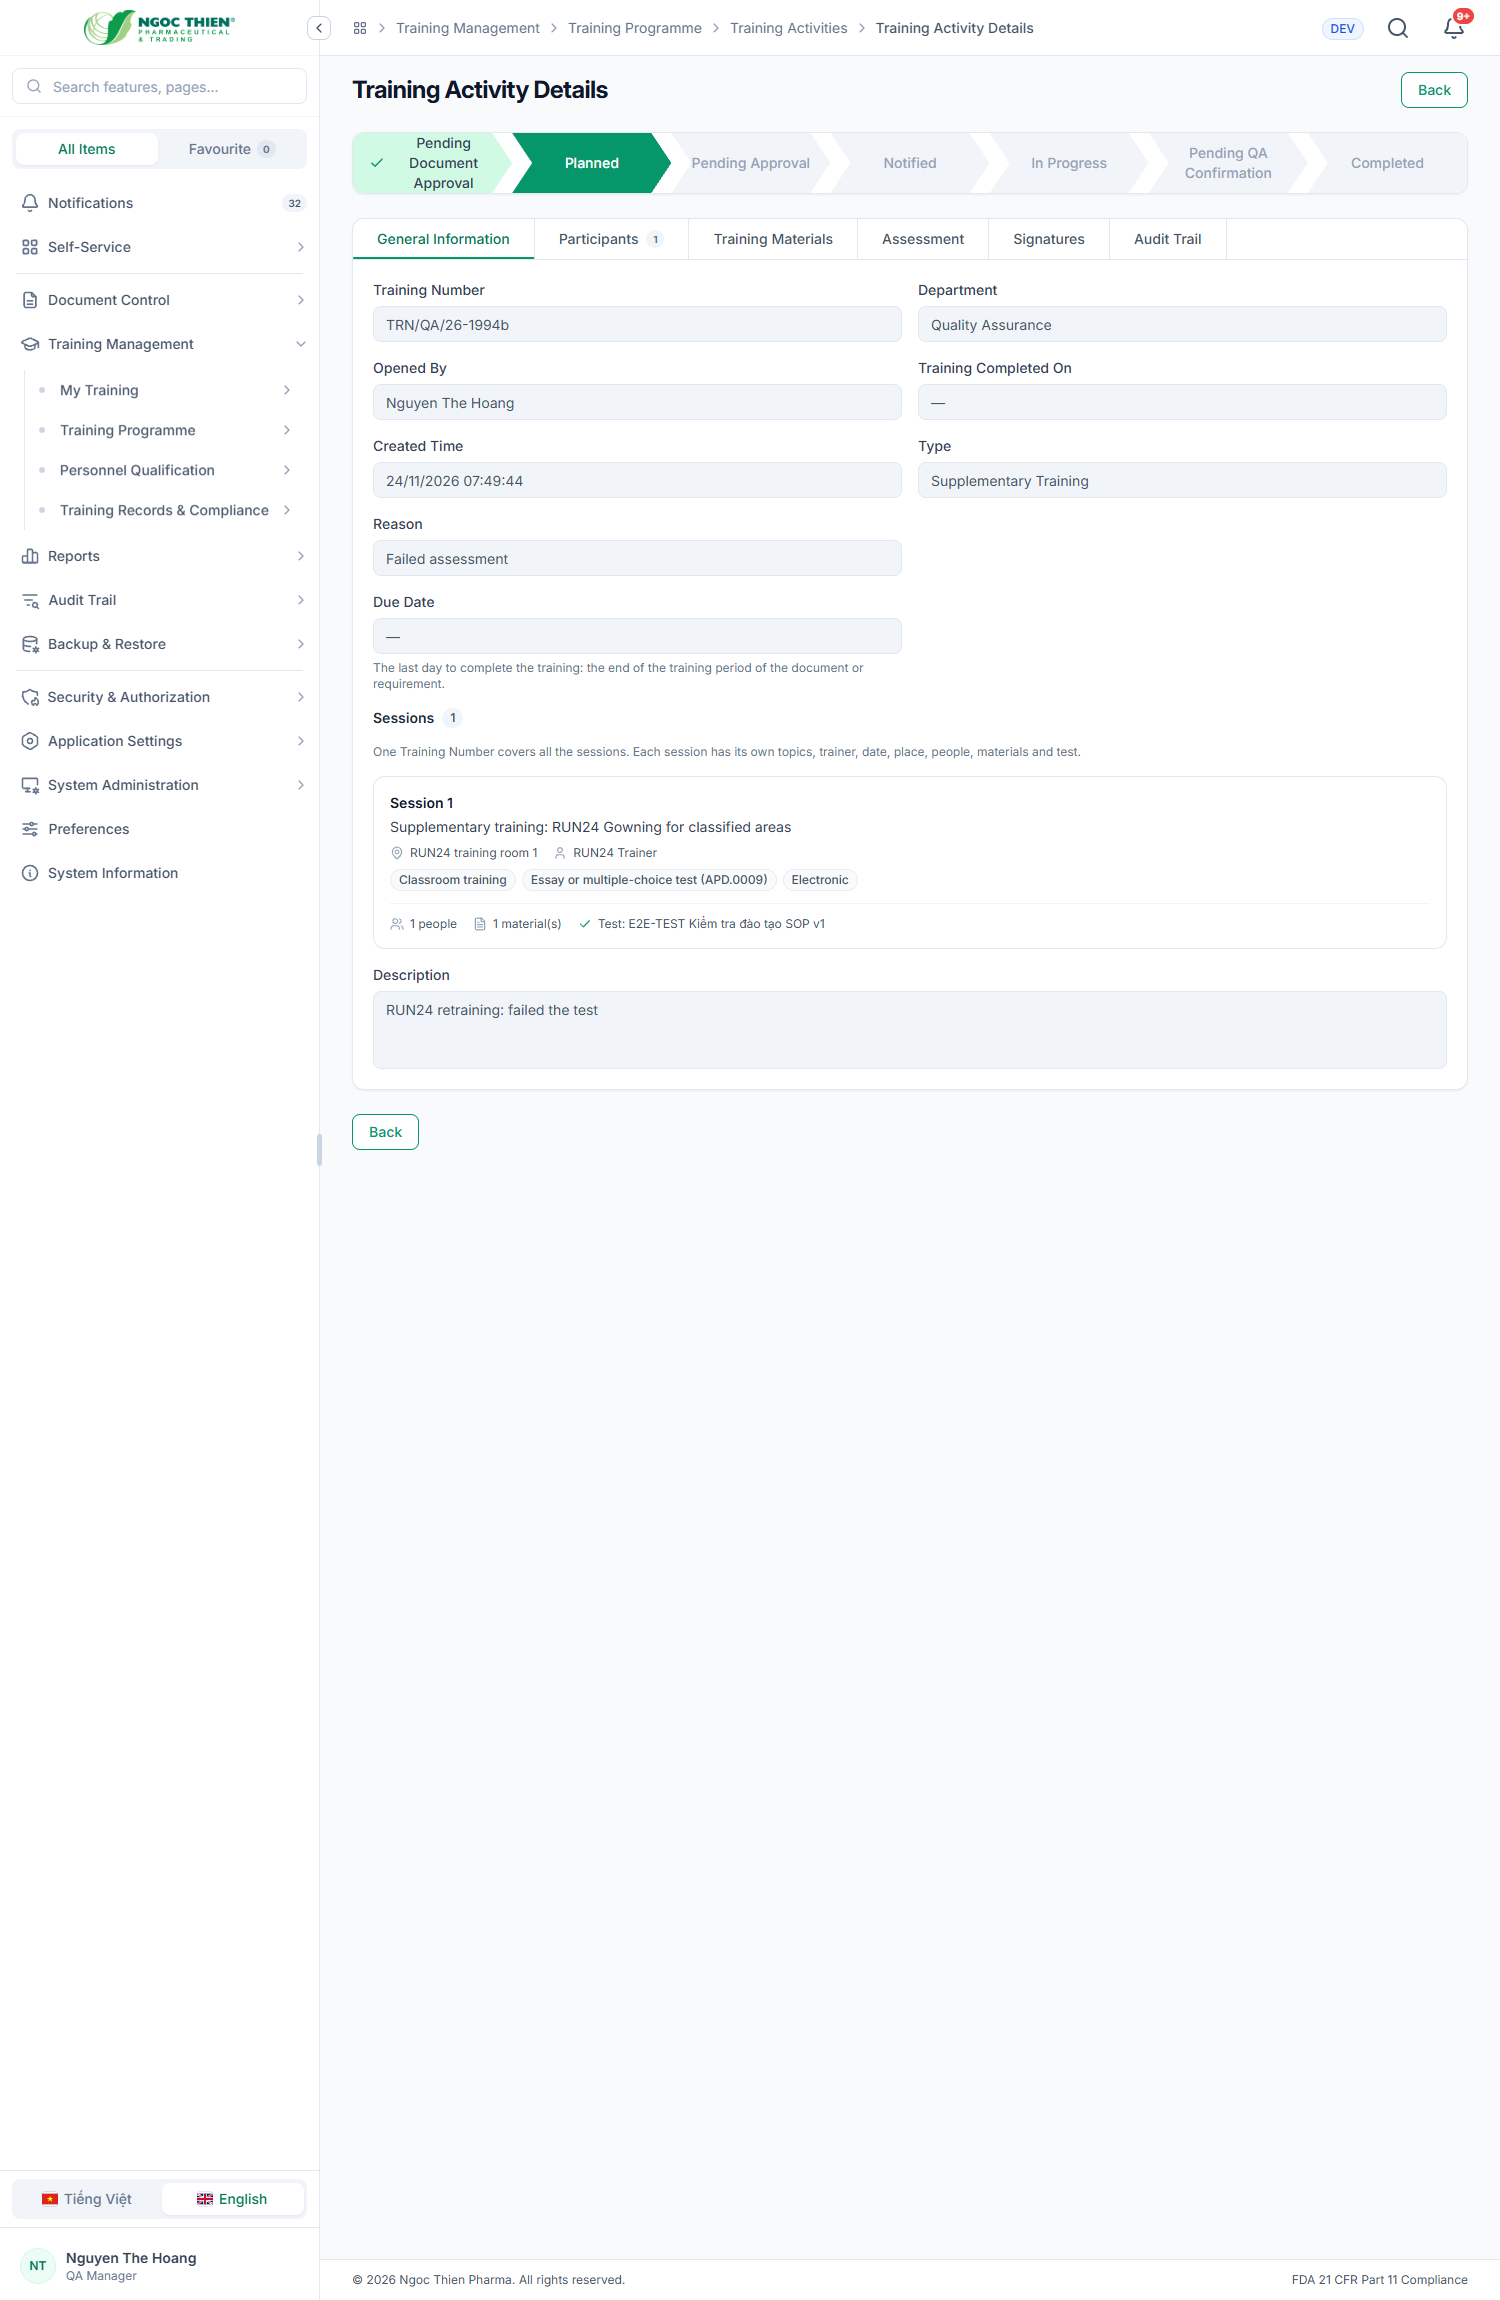 NGOC THIEN®
PHARMACEUTICAL
& TRADING
Search features, pages...
All Items
Favourite 0
Notifications 32
Self-Service
Document Control
Training Management
My Training
Training Programme
Personnel Qualification
Training Records & Compliance
Reports
Audit Trail
Backup & Restore
Security & Authorization
Application Settings
System Administration
Preferences
System Information
Tiếng Việt
English
NT
Nguyen The Hoang
QA Manager
Training Management
Training Programme
Training Activities
Training Activity Details
DEV
9+
Training Activity Details
Back
Pending
Document
Approval
Planned
Pending Approval
Notified
In Progress
Pending QA
Confirmation
Completed
General Information
Participants 1
Training Materials
Assessment
Signatures
Audit Trail
Training Number
TRN/QA/26-1994b
Department
Quality Assurance
Opened By
Nguyen The Hoang
Training Completed On
—
Created Time
24/11/2026 07:49:44
Type
Supplementary Training
Reason
Failed assessment
Due Date
—
The last day to complete the training: the end of the training period of the document or
requirement.
Sessions 1
One Training Number covers all the sessions. Each session has its own topics, trainer, date, place, people, materials and test.
Session 1
Supplementary training: RUN24 Gowning for classified areas
RUN24 training room 1 RUN24 Trainer
Classroom training Essay or multiple-choice test (APD.0009) Electronic
1 people 1 material(s) Test: E2E-TEST Kiểm tra đào tạo SOP v1
Description
RUN24 retraining: failed the test
Back
© 2026 Ngoc Thien Pharma. All rights reserved.
FDA 21 CFR Part 11 Compliance